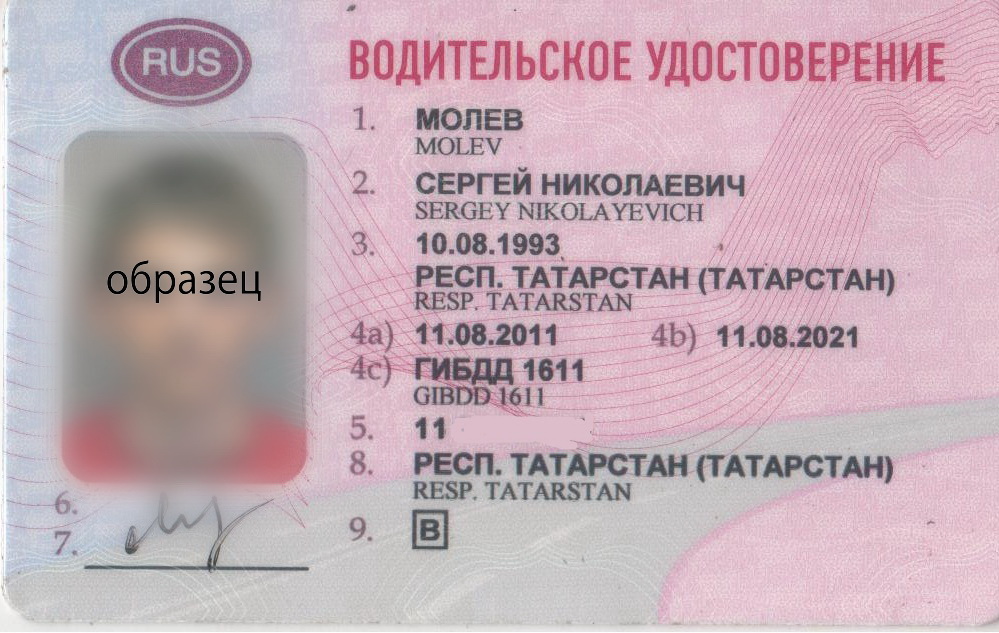 RUS
ВОДИТЕЛЬСКОЕ УДОСТОВЕРЕНИЕ
1. МОЛЕВ
MOLEV
2. СЕРГЕЙ НИКОЛАЕВИЧ
SERGEY NIKOLAYEVICH
3. 10.08.1993
РЕСП. ТАТАРСТАН (ТАТАРСТАН)
RESP. TATARSTAN
4a) 11.08.2011 4b) 11.08.2021
4c) ГИБДД 1611
GIBDD 1611
5. 11
8. РЕСП. ТАТАРСТАН (ТАТАРСТАН)
RESP. TATARSTAN
9. B
образец
6.
7.